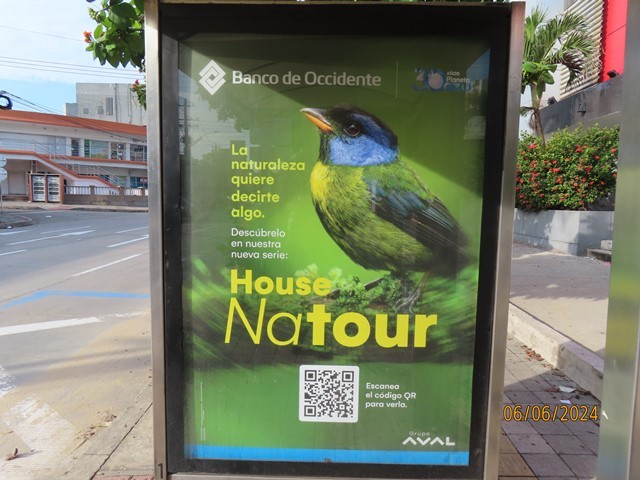 Banco de Occidente
Planeta
La
naturaleza
quiere
decirte
algo.
Descúbrelo
en nuestra
nueva serie:
House
Natour
Escanea
el código QR
para verla.
Grupo
AVAL
06/06/2024